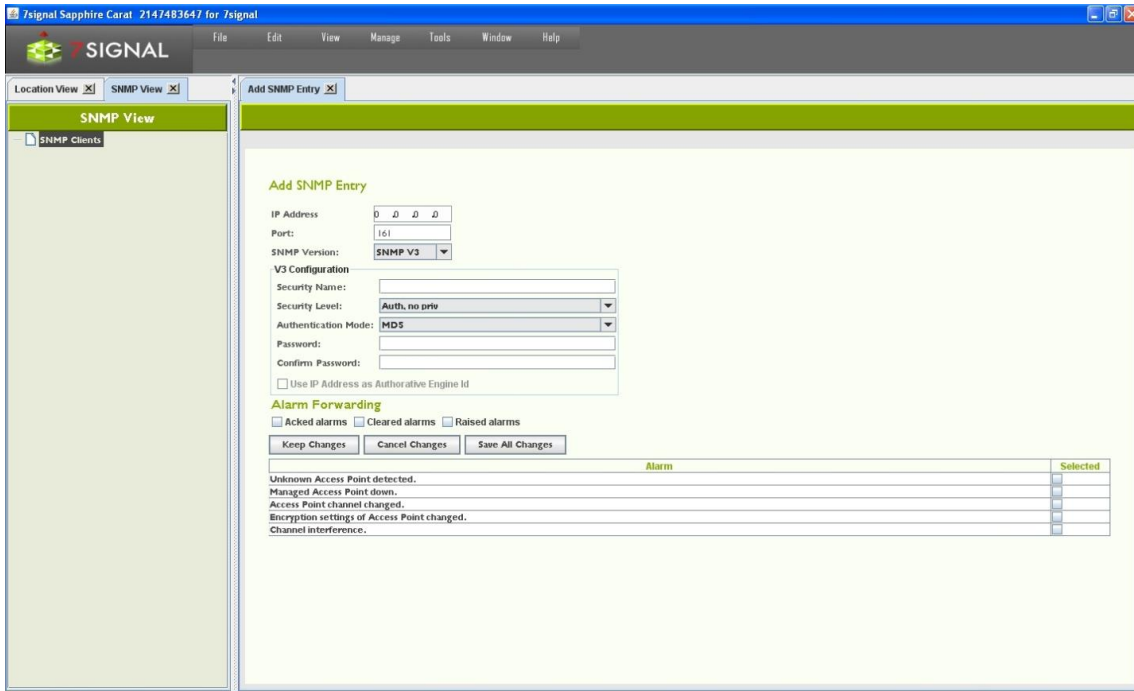 7signal Sapphire Carat 2147483647 for 7signal
7SIGNAL
File Edit View Manage Tools Window Help
Location View SNMP View Add SNMP Entry
SNMP View
SNMP Clients
Add SNMP Entry
IP Address 0 .0 .0 .0
Port: 161
SNMP Version: SNMP V3
V3 Configuration
Security Name:
Security Level: Auth, no priv
Authentication Mode: MD5
Password:
Confirm Password:
Use IP Address as Authorative Engine Id
Alarm Forwarding
Acked alarms Cleared alarms Raised alarms
Keep Changes Cancel Changes Save All Changes
Alarm Selected
Unknown Access Point detected.
Managed Access Point down.
Access Point channel changed.
Encryption settings of Access Point changed.
Channel interference.